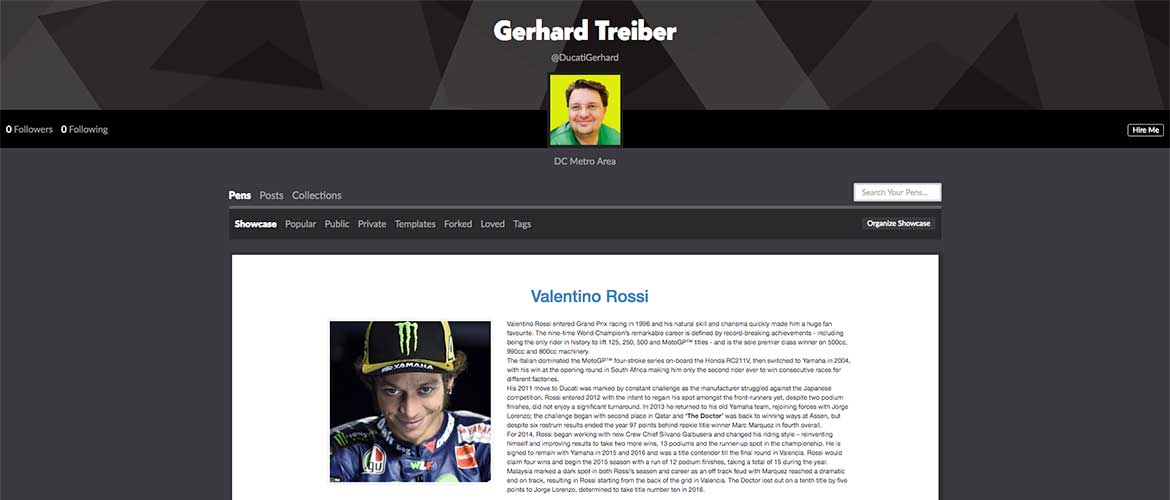 Gerhard Treiber
@DucatiGerhard
0 Followers 0 Following
Hire Me
DC Metro Area
Pens Posts Collections
Search Your Pens...
Showcase Popular Public Private Templates Forked Loved Tags
Organize Showcase
Valentino Rossi
Valentino Rossi entered Grand Prix racing in 1996 and his natural skill and charisma quickly made him a huge fan
favourite. The nine-time World Champion's remarkable career is defined by record-breaking achievements - including
being the only rider in history to lift 125, 250, 500 and MotoGP™ titles - and is the sole premier class winner on 500cc,
990cc and 800cc machinery.
The Italian dominated the MotoGP™ four-stroke series on-board the Honda RC211V, then switched to Yamaha in 2004,
with his win at the opening round in South Africa making him only the second rider ever to win consecutive races for
different factories.
His 2011 move to Ducati was marked by constant challenge as the manufacturer struggled against the Japanese
competition. Rossi entered 2012 with the intent to regain his spot amongst the front-runners yet, despite two podium
finishes, did not enjoy a significant turnaround. In 2013 he returned to his old Yamaha team, rejoining forces with Jorge
Lorenzo; the challenge began with second place in Qatar and 'The Doctor' was back to winning ways at Assen, but
despite six rostrum results ended the year 97 points behind rookie title winner Marc Marquez in fourth overall.
For 2014, Rossi began working with new Crew Chief Silvano Galbusera and changed his riding style – reinventing
himself and improving results to take two more wins, 13 podiums and the runner-up spot in the championship. He is
signed to remain with Yamaha in 2015 and 2016 and was a title contender till the final round in Valencia. Rossi would
claim four wins and begin the 2015 season with a run of 12 podium finishes, taking a total of 15 during the year.
Malaysia marked a dark spot in both Rossi's season and career as an off track feud with Marquez reached a dramatic
end on track, resulting in Rossi starting from the back of the grid in Valencia. The Doctor lost out on a tenth title by five
points to Jorge Lorenzo, determined to take title number ten in 2016.
YAMAHA
.gu
WLF
YAMAHA